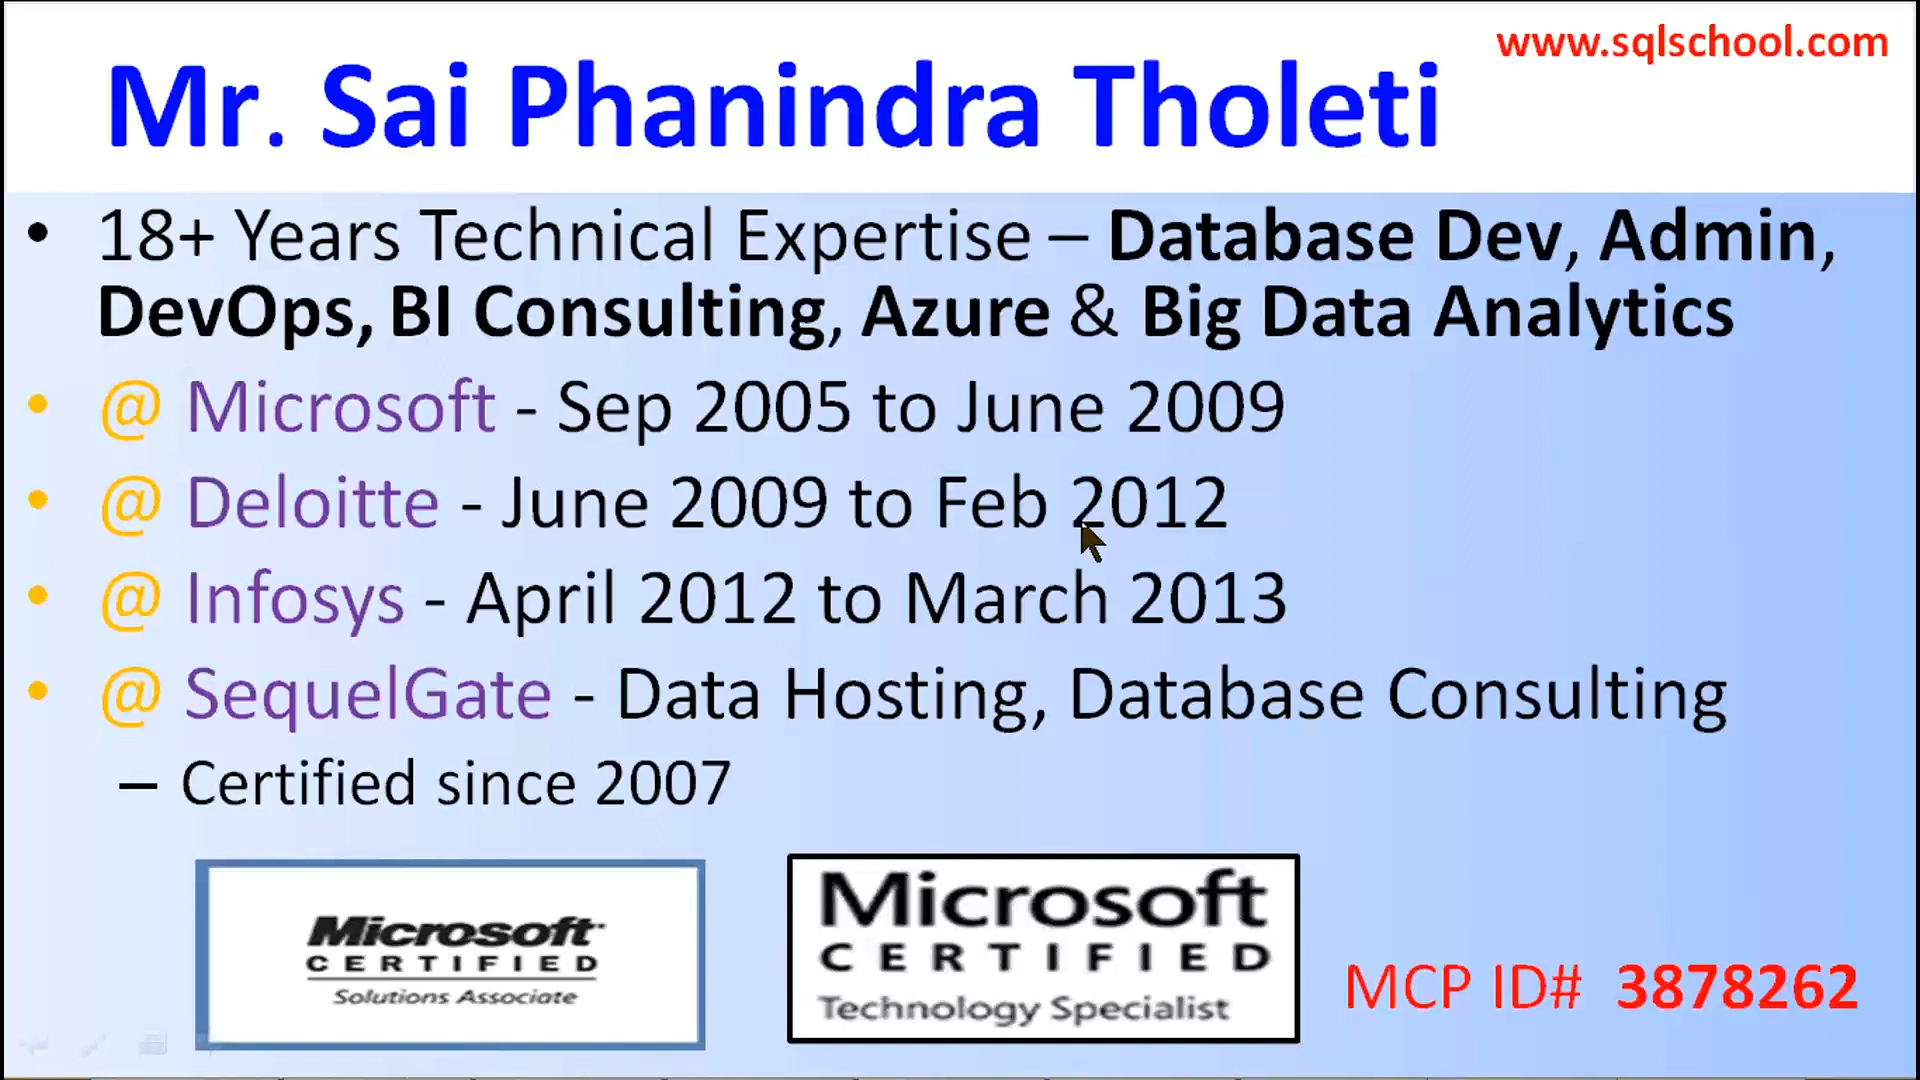 www.sqlschool.com
Mr. Sai Phanindra Tholeti
• 18+ Years Technical Expertise – Database Dev, Admin,
DevOps, BI Consulting, Azure & Big Data Analytics
• @ Microsoft - Sep 2005 to June 2009
• @ Deloitte - June 2009 to Feb 2012
• @ Infosys - April 2012 to March 2013
• @ SequelGate - Data Hosting, Database Consulting
– Certified since 2007
Microsoft
CERTIFIED
Solutions Associate
Microsoft
CERTIFIED
Technology Specialist
MCP ID# 3878262